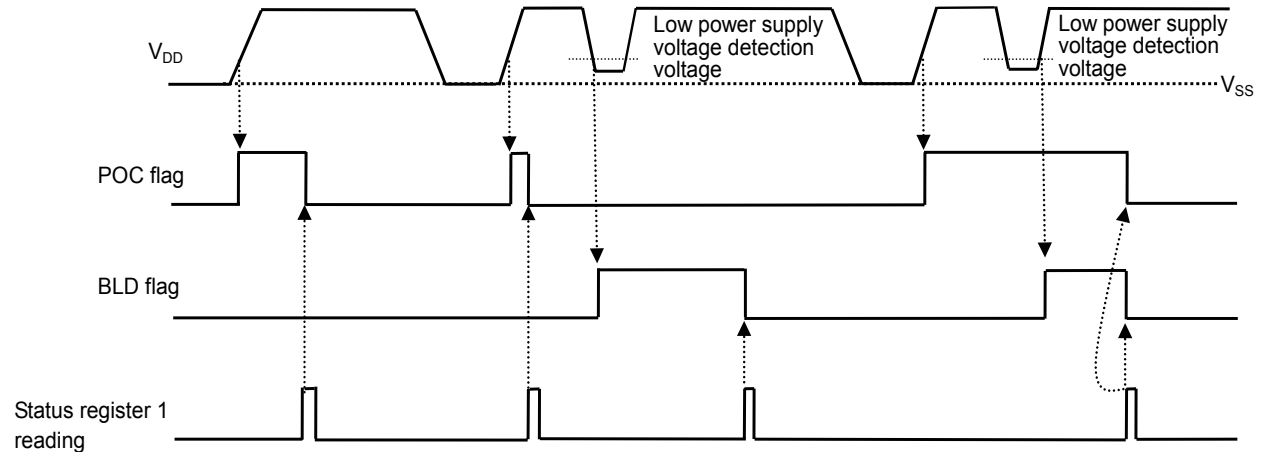 Low power supply
voltage detection
voltage
Low power supply
voltage detection
voltage
VDD
VSS
POC flag
BLD flag
Status register 1
reading